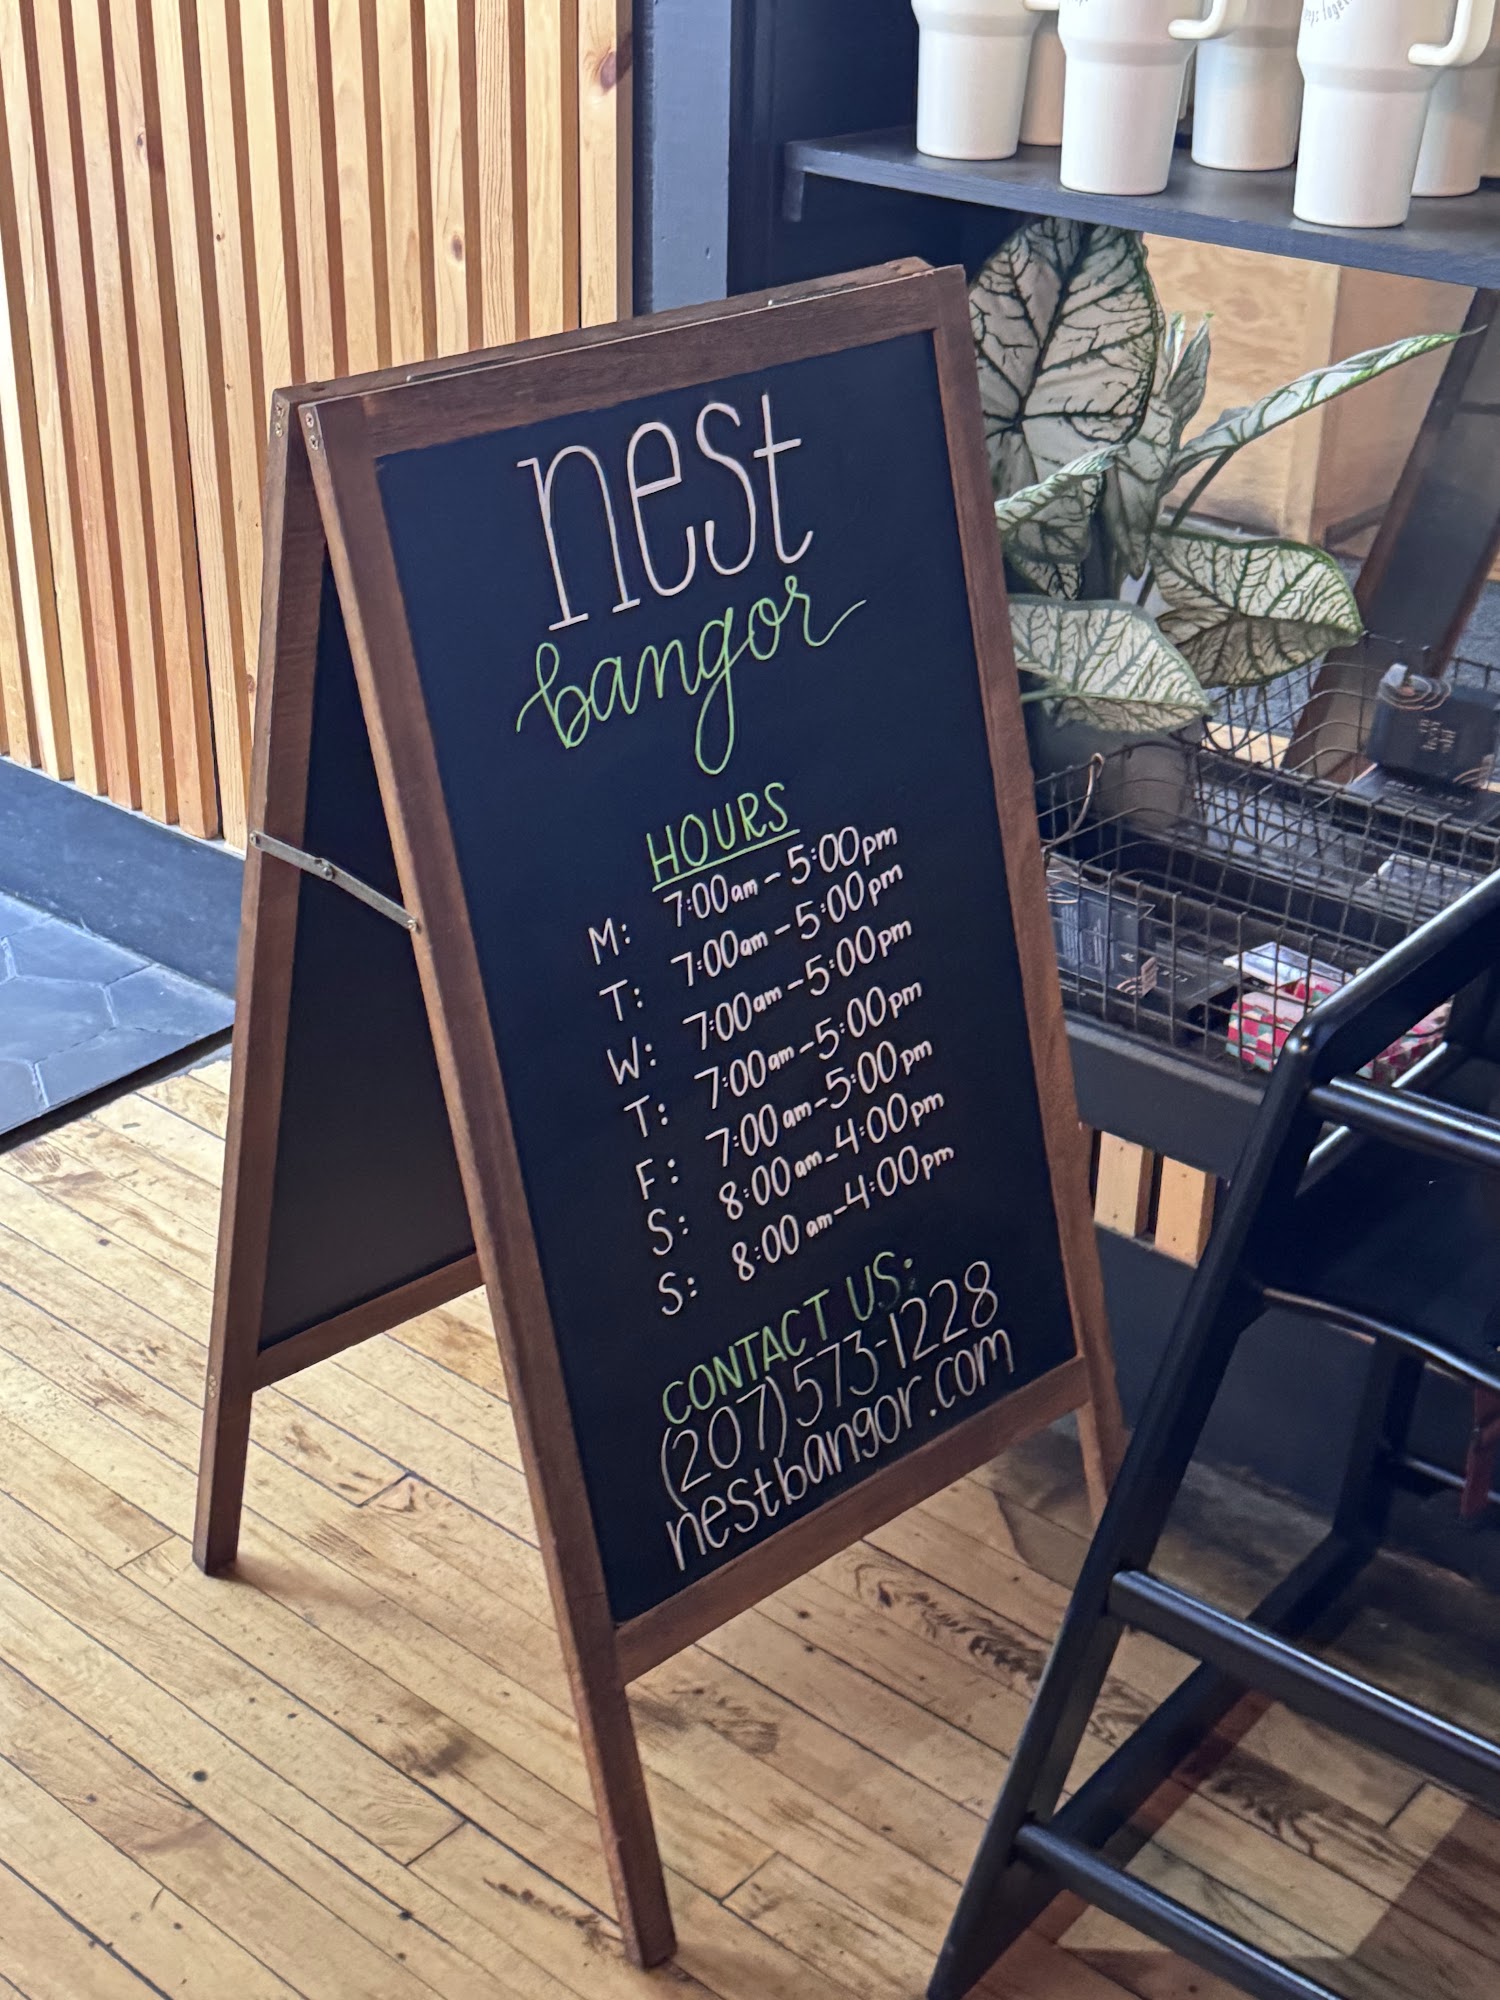 nest
bangor
HOURS
M: 7:00am - 5:00pm
T: 7:00am - 5:00pm
W: 7:00am - 5:00pm
T: 7:00am - 5:00pm
F: 7:00am - 5:00pm
S: 8:00am - 4:00pm
S: 8:00am - 4:00pm
CONTACT US:
(207) 573-1228
nestbangor.com